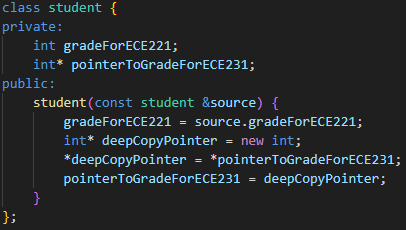 class student {
private:
    int gradeForECE221;
    int* pointerToGradeForECE231;
public:
    student(const student &source) {
        gradeForECE221 = source.gradeForECE221;
        int* deepCopyPointer = new int;
        *deepCopyPointer = *pointerToGradeForECE231;
        pointerToGradeForECE231 = deepCopyPointer;
    }
};